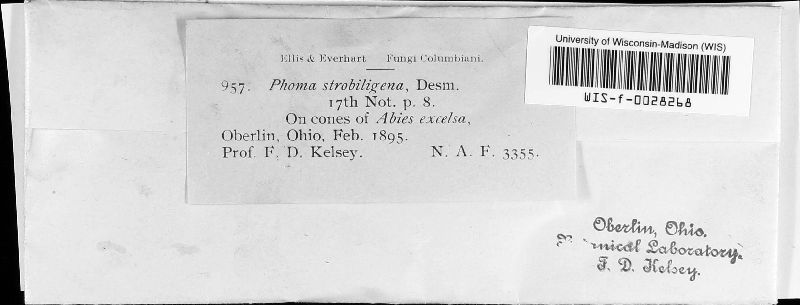 Ellis & Everhart Fungi Columbiani.
957. Phoma strobiligena, Desm.
17th Not. p. 8.
On cones of Abies excelsa,
Oberlin, Ohio, Feb. 1895.
Prof. F. D. Kelsey. N. A. F. 3355.
University of Wisconsin-Madison (WIS)
WIS-f-0028268
Oberlin, Ohio.
Laboratory.
F. D. Kelsey.